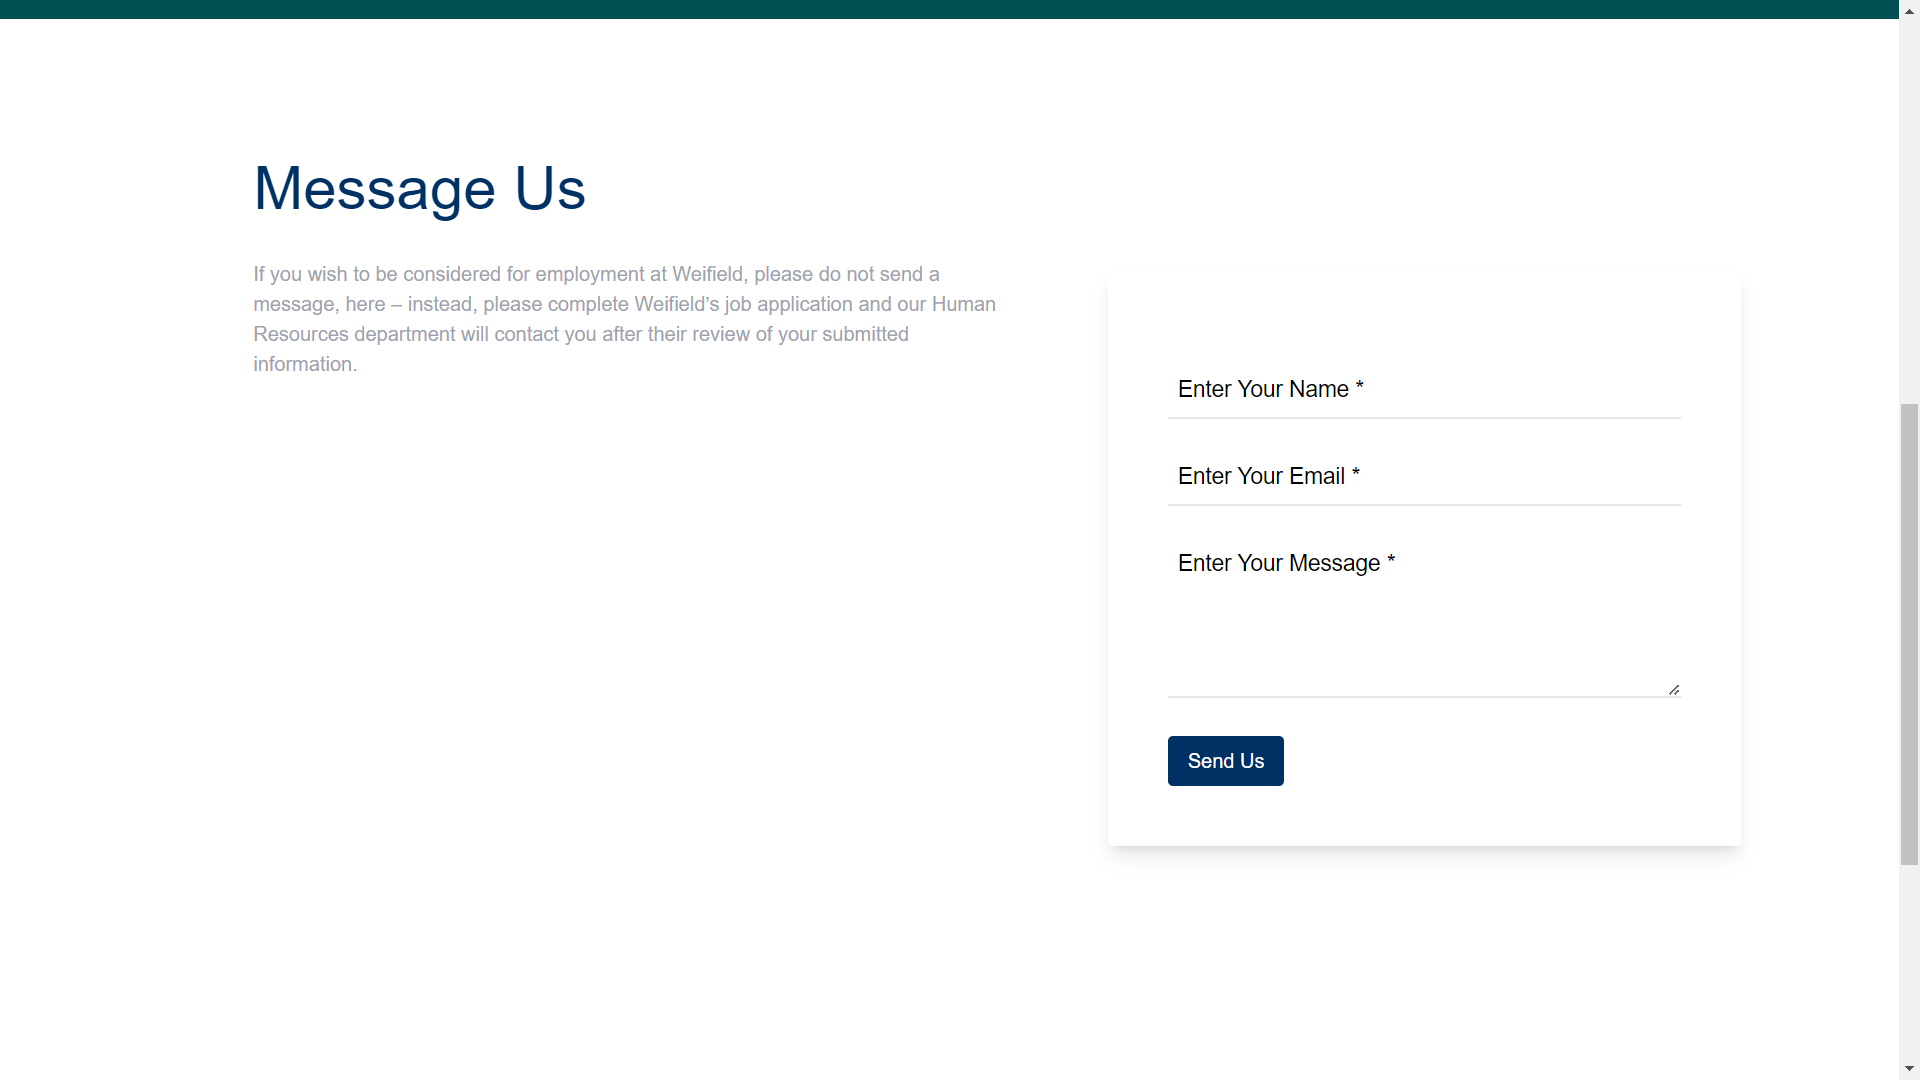 Message Us
If you wish to be considered for employment at Weifield, please do not send a
message, here – instead, please complete Weifield’s job application and our Human
Resources department will contact you after their review of your submitted
information.
Enter Your Name *
Enter Your Email *
Enter Your Message *
Send Us